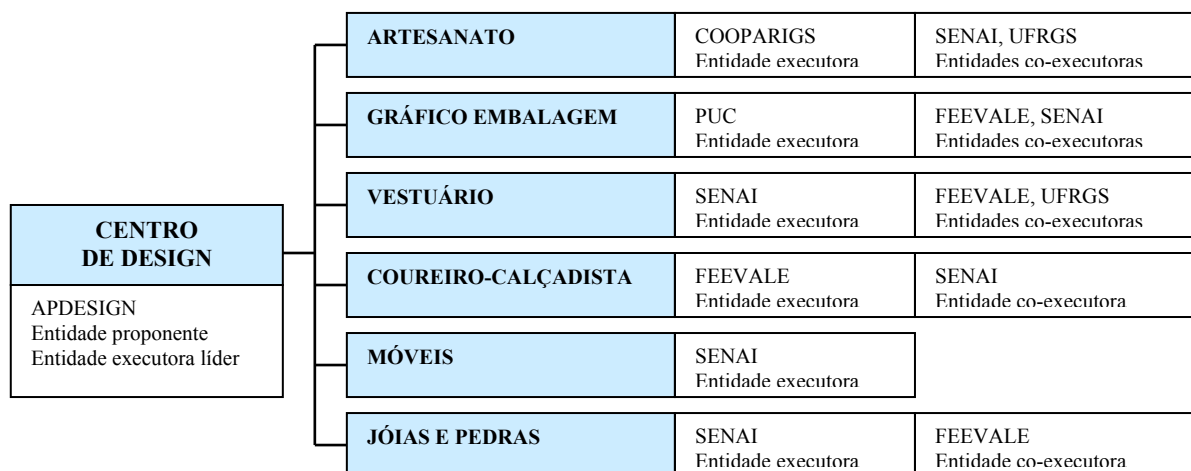 ARTESANATO
COOPARIGS
Entidade executora
SENAI, UFRGS
Entidades co-executoras
GRÁFICO EMBALAGEM
PUC
Entidade executora
FEEVALE, SENAI
Entidades co-executoras
VESTUÁRIO
SENAI
Entidade executora
FEEVALE, UFRGS
Entidades co-executoras
CENTRO
DE DESIGN
APDESIGN
Entidade proponente
Entidade executora líder
COUREIRO-CALÇADISTA
FEEVALE
Entidade executora
SENAI
Entidade co-executora
MÓVEIS
SENAI
Entidade executora
JÓIAS E PEDRAS
SENAI
Entidade executora
FEEVALE
Entidade co-executora